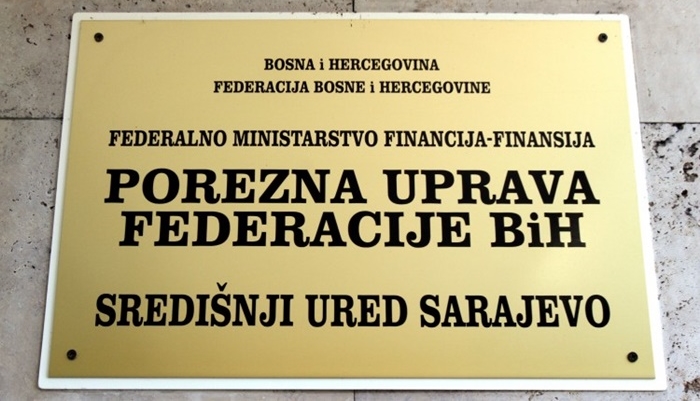 BOSNA i HERCEGOVINA
FEDERACIJA BOSNE i HERCEGOVINE
FEDERALNO MINISTARSTVO FINANCIJA-FINANSIJA
POREZNA UPRAVA
FEDERACIJE BiH
SREDIŠNJI URED SARAJEVO